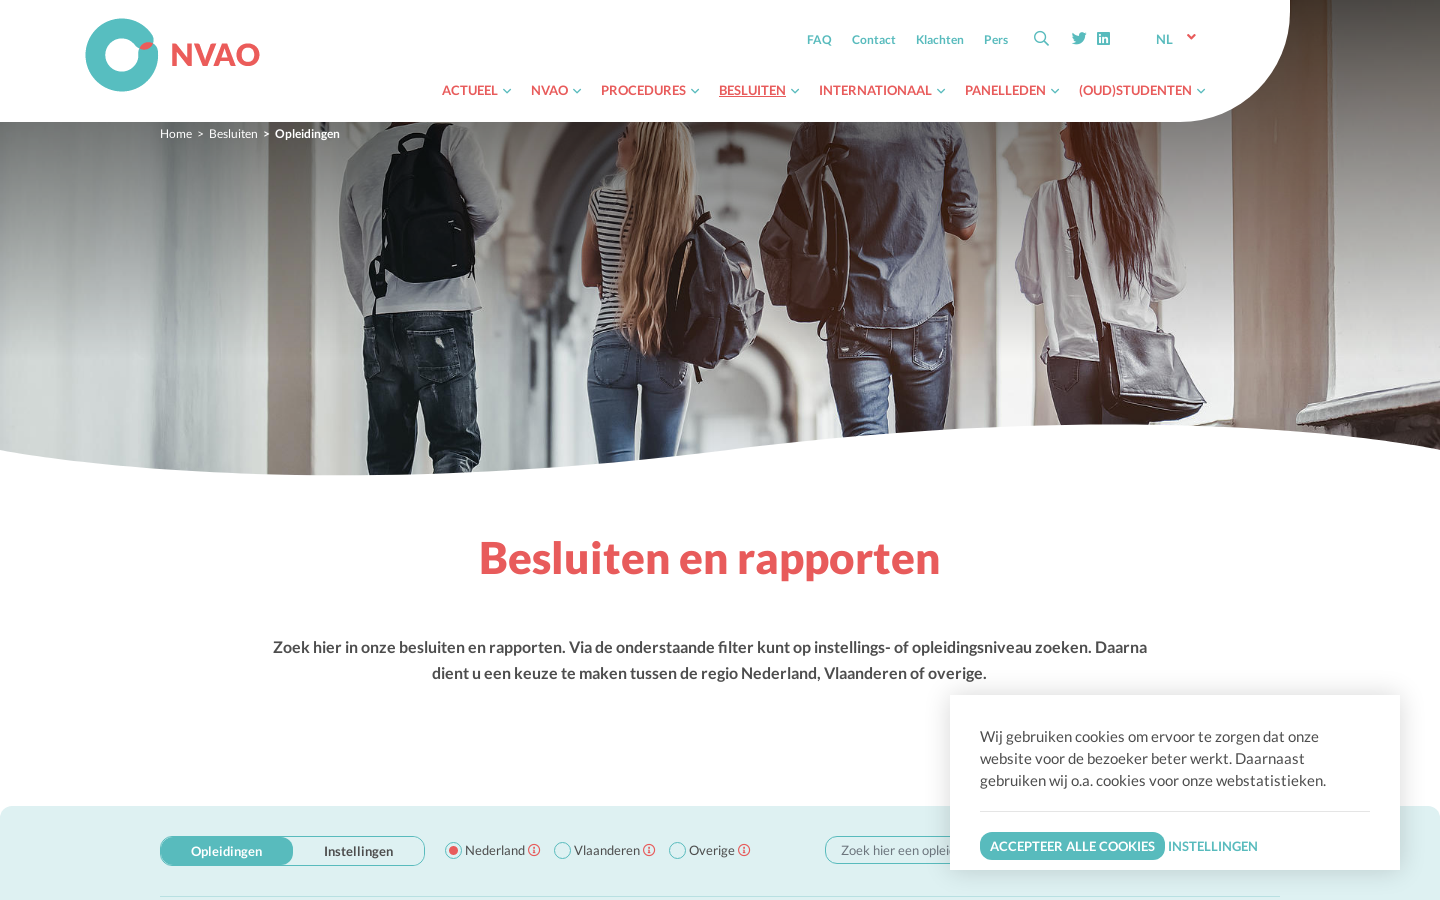 NVAO
FAQ Contact Klachten Pers NL
ACTUEEL NVAO PROCEDURES BESLUITEN INTERNATIONAAL PANELLEDEN (OUD)STUDENTEN
Home > Besluiten > Opleidingen
Besluiten en rapporten
Zoek hier in onze besluiten en rapporten. Via de onderstaande filter kunt op instellings- of opleidingsniveau zoeken. Daarna
dient u een keuze te maken tussen de regio Nederland, Vlaanderen of overige.
Wij gebruiken cookies om ervoor te zorgen dat onze
website voor de bezoeker beter werkt. Daarnaast
gebruiken wij o.a. cookies voor onze webstatistieken.
ACCEPTEER ALLE COOKIES INSTELLINGEN
Opleidingen Instellingen Nederland Vlaanderen Overige Zoek hier een